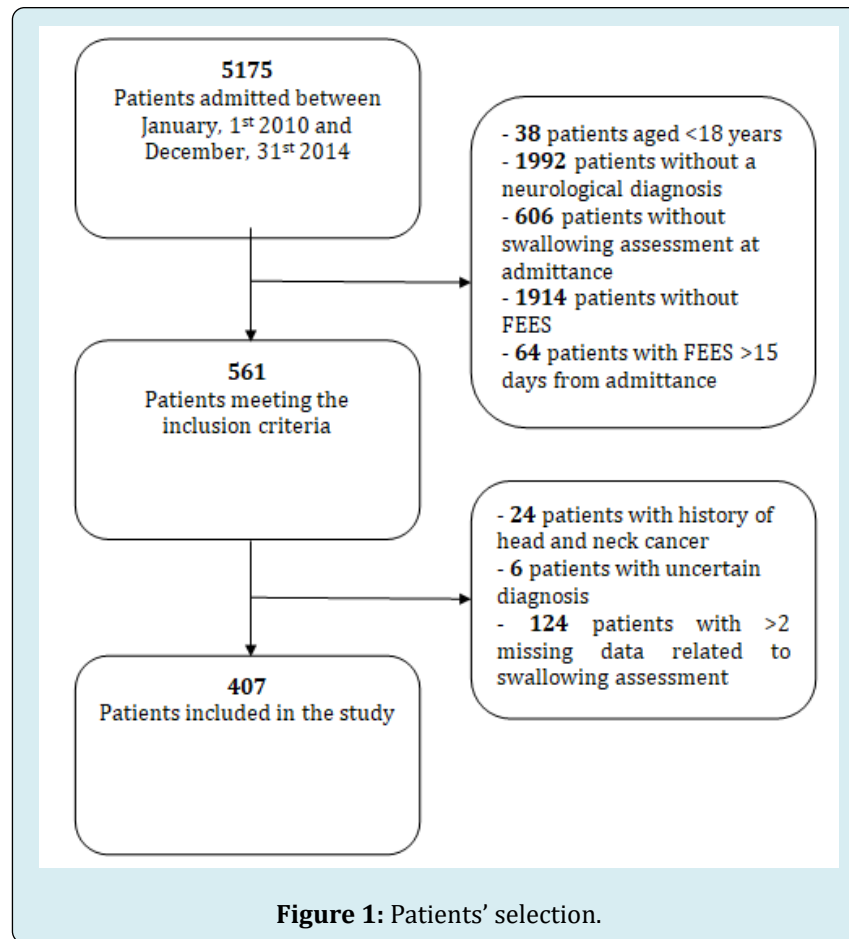 5175
Patients admitted between
January, 1st 2010 and
December, 31st 2014
- 38 patients aged <18 years
- 1992 patients without a
neurological diagnosis
- 606 patients without
swallowing assessment at
admittance
- 1914 patients without
FEES
- 64 patients with FEES >15
days from admittance
561
Patients meeting the
inclusion criteria
- 24 patients with history of
head and neck cancer
- 6 patients with uncertain
diagnosis
- 124 patients with >2
missing data related to
swallowing assessment
407
Patients included in the study
Figure 1: Patients’ selection.